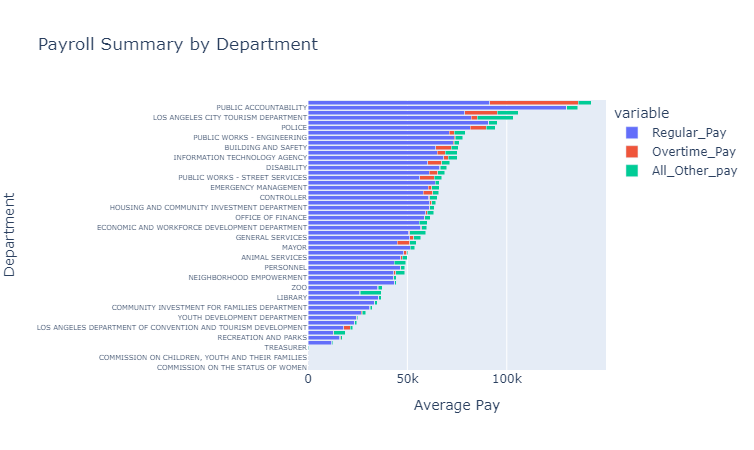 Payroll Summary by Department
variable
Regular_Pay
Overtime_Pay
All_Other_pay
Department
PUBLIC ACCOUNTABILITY
LOS ANGELES CITY TOURISM DEPARTMENT
POLICE
PUBLIC WORKS - ENGINEERING
BUILDING AND SAFETY
INFORMATION TECHNOLOGY AGENCY
DISABILITY
PUBLIC WORKS - STREET SERVICES
EMERGENCY MANAGEMENT
CONTROLLER
HOUSING AND COMMUNITY INVESTMENT DEPARTMENT
OFFICE OF FINANCE
ECONOMIC AND WORKFORCE DEVELOPMENT DEPARTMENT
GENERAL SERVICES
MAYOR
ANIMAL SERVICES
PERSONNEL
NEIGHBORHOOD EMPOWERMENT
ZOO
LIBRARY
COMMUNITY INVESTMENT FOR FAMILIES DEPARTMENT
YOUTH DEVELOPMENT DEPARTMENT
LOS ANGELES DEPARTMENT OF CONVENTION AND TOURISM DEVELOPMENT
RECREATION AND PARKS
TREASURER
COMMISSION ON CHILDREN, YOUTH AND THEIR FAMILIES
COMMISSION ON THE STATUS OF WOMEN
0 50k 100k
Average Pay